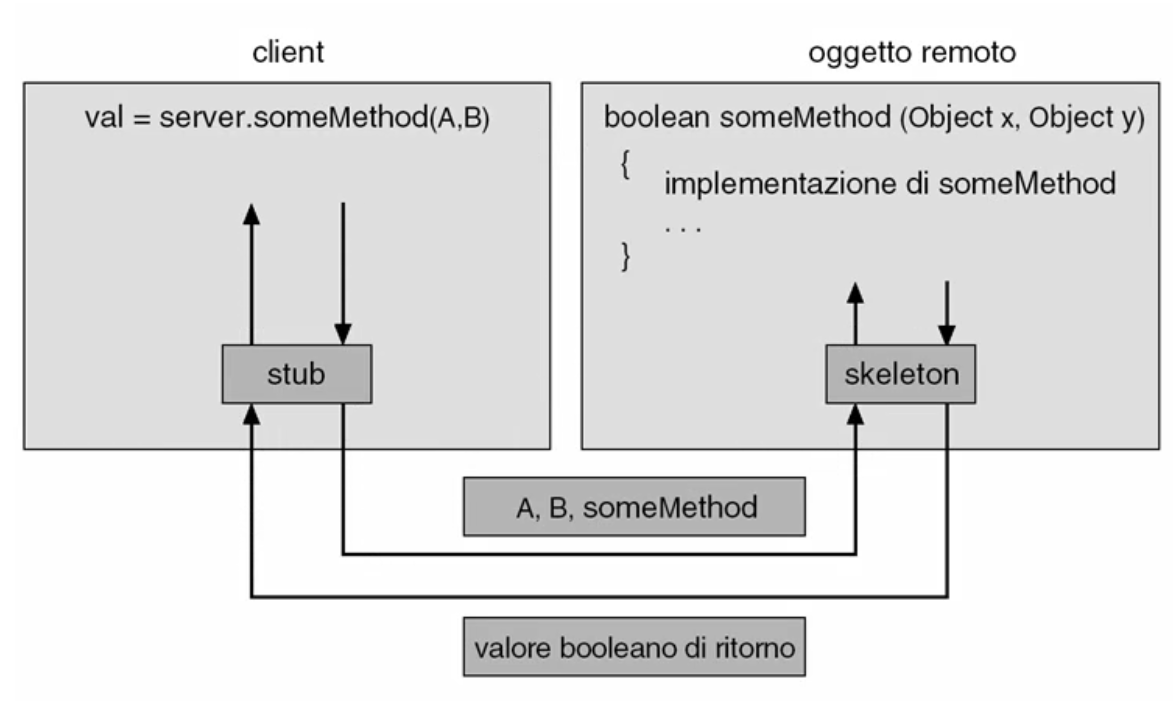 client
val = server.someMethod(A,B)
stub
oggetto remoto
boolean someMethod (Object x, Object y)
{
implementazione di someMethod
. . .
}
skeleton
A, B, someMethod
valore booleano di ritorno